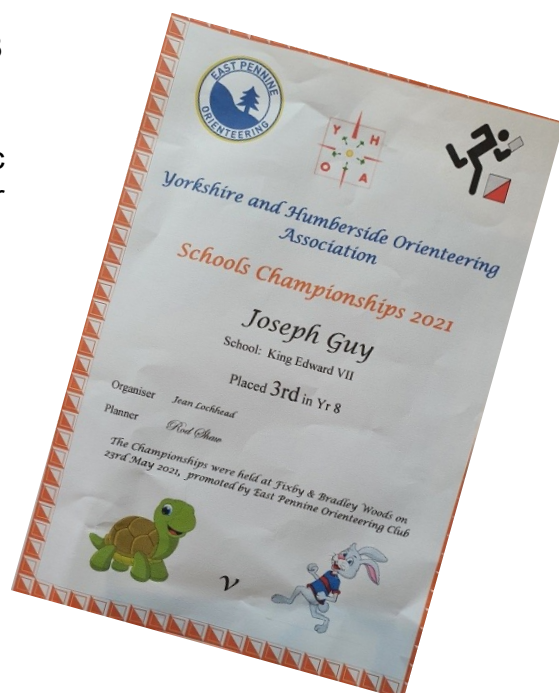 EAST PENNINE
ORIENTEERING
Y H
O A
Yorkshire and Humberside Orienteering
Association
Schools Championships 2021
Joseph Guy
School: King Edward VII
Placed 3rd in Yr 8
Organiser Jean Lochhead
Planner Rod Shaw
The Championships were held at Fixby & Bradley Woods on
23rd May 2021, promoted by East Pennine Orienteering Club
v